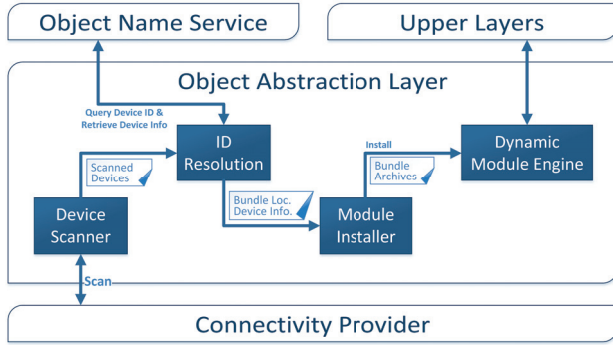 Object Name Service
Upper Layers
Object Abstraction Layer
Query Device ID &
Retrieve Device Info
ID
Resolution
Install
Dynamic
Module Engine
Scanned
Devices
Bundle
Archives
Bundle Loc.
Device Info.
Device
Scanner
Module
Installer
Scan
Connectivity Provider